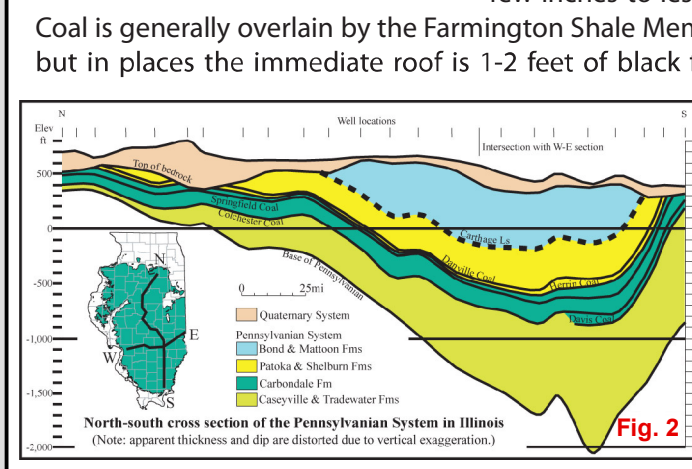 few inches to les
Coal is generally overlain by the Farmington Shale Mem
but in places the immediate roof is 1-2 feet of black f
N
Well locations
S
Elev
ft
Intersection with W-E section
Top of bedrock
500
Springfield Coal
Colchester Coal
0
Carthage Ls
Base of Pennsylvanian
Danville Coal
Herrin Coal
-500
0 25mi
N
Davis Coal
Quaternary System
Pennsylvanian System
-1,000
E
W
Bond & Mattoon Fms
Patoka & Shelburn Fms
Carbondale Fm
Caseyville & Tradewater Fms
S
-1,500
North-south cross section of the Pennsylvanian System in Illinois
Fig. 2
(Note: apparent thickness and dip are distorted due to vertical exaggeration.)
-2,000